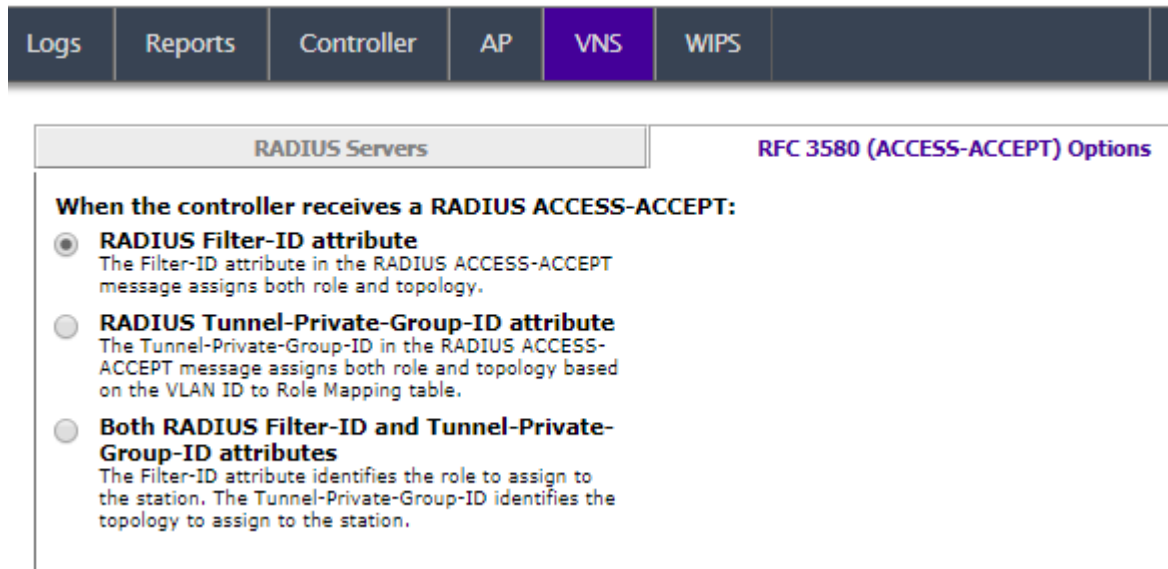 Logs Reports Controller AP VNS WIPS
RADIUS Servers RFC 3580 (ACCESS-ACCEPT) Options
When the controller receives a RADIUS ACCESS-ACCEPT:
RADIUS Filter-ID attribute
The Filter-ID attribute in the RADIUS ACCESS-ACCEPT
message assigns both role and topology.
RADIUS Tunnel-Private-Group-ID attribute
The Tunnel-Private-Group-ID in the RADIUS ACCESS-
ACCEPT message assigns both role and topology based
on the VLAN ID to Role Mapping table.
Both RADIUS Filter-ID and Tunnel-Private-
Group-ID attributes
The Filter-ID attribute identifies the role to assign to
the station. The Tunnel-Private-Group-ID identifies the
topology to assign to the station.